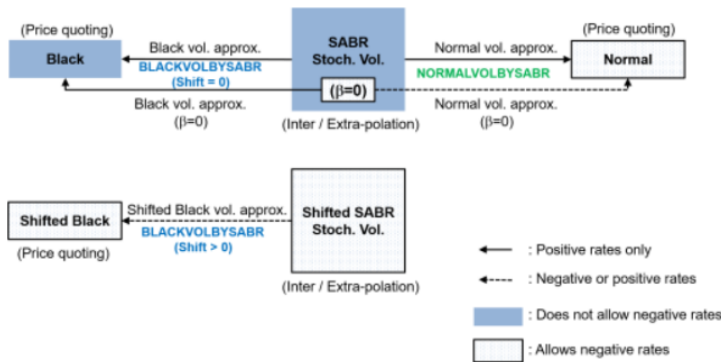 (Price quoting)
Black
Black vol. approx.
BLACKVOLBYSABR
(Shift = 0)
Black vol. approx.
(β=0)
SABR
Stoch. Vol.
(β=0)
(Inter / Extra-polation)
Normal vol. approx.
NORMALVOLBYSABR
Normal vol. approx.
(β=0)
(Price quoting)
Normal
Shifted Black
(Price quoting)
Shifted Black vol. approx.
BLACKVOLBYSABR
(Shift > 0)
Shifted SABR
Stoch. Vol.
(Inter / Extra-polation)
: Positive rates only
: Negative or positive rates
: Does not allow negative rates
: Allows negative rates